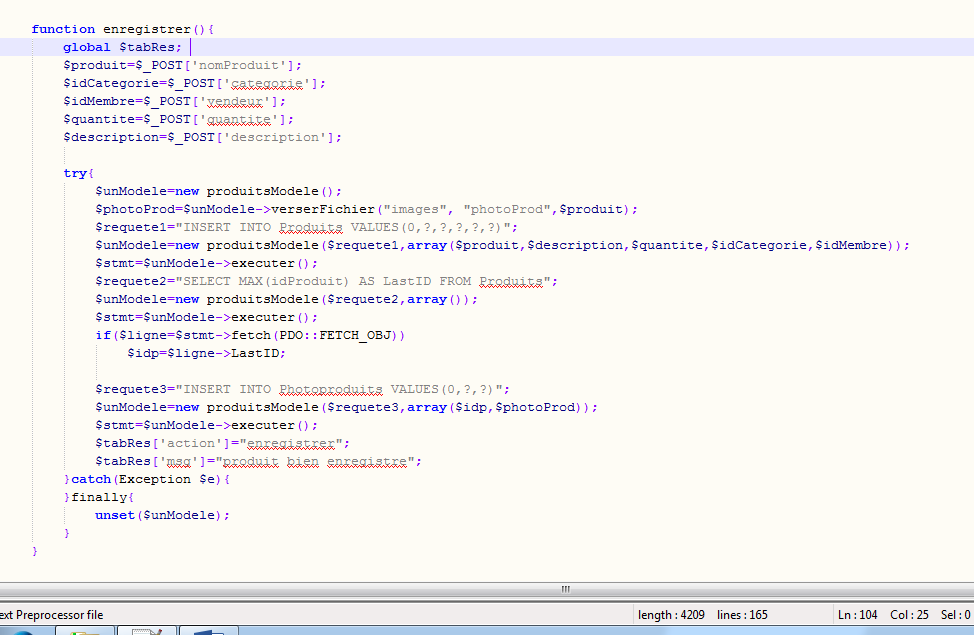 function enregistrer(){
global $tabRes;
$produit=$_POST['nomProduit'];
$idCategorie=$_POST['categorie'];
$idMembre=$_POST['vendeur'];
$quantite=$_POST['quantite'];
$description=$_POST['description'];
try{
$unModele=new produitsModele();
$photoProd=$unModele->verserFichier("images", "photoProd",$produit);
$requete1="INSERT INTO Produits VALUES(0,?,?,?,?,?)";
$unModele=new produitsModele($requete1,array($produit,$description,$quantite,$idCategorie,$idMembre));
$stmt=$unModele->executer();
$requete2="SELECT MAX(idProduit) AS LastID FROM Produits";
$unModele=new produitsModele($requete2,array());
$stmt=$unModele->executer();
if($ligne=$stmt->fetch(PDO::FETCH_OBJ))
$idp=$ligne->LastID;
$requete3="INSERT INTO Photoproduits VALUES(0,?,?)";
$unModele=new produitsModele($requete3,array($idp,$photoProd));
$stmt=$unModele->executer();
$tabRes['action']="enregistrer";
$tabRes['msg']="produit bien enregistre";
}catch(Exception $e){
}finally{
unset($unModele);
}
}
ext Preprocessor file length : 4209 lines : 165 Ln : 104 Col : 25 Sel : 0